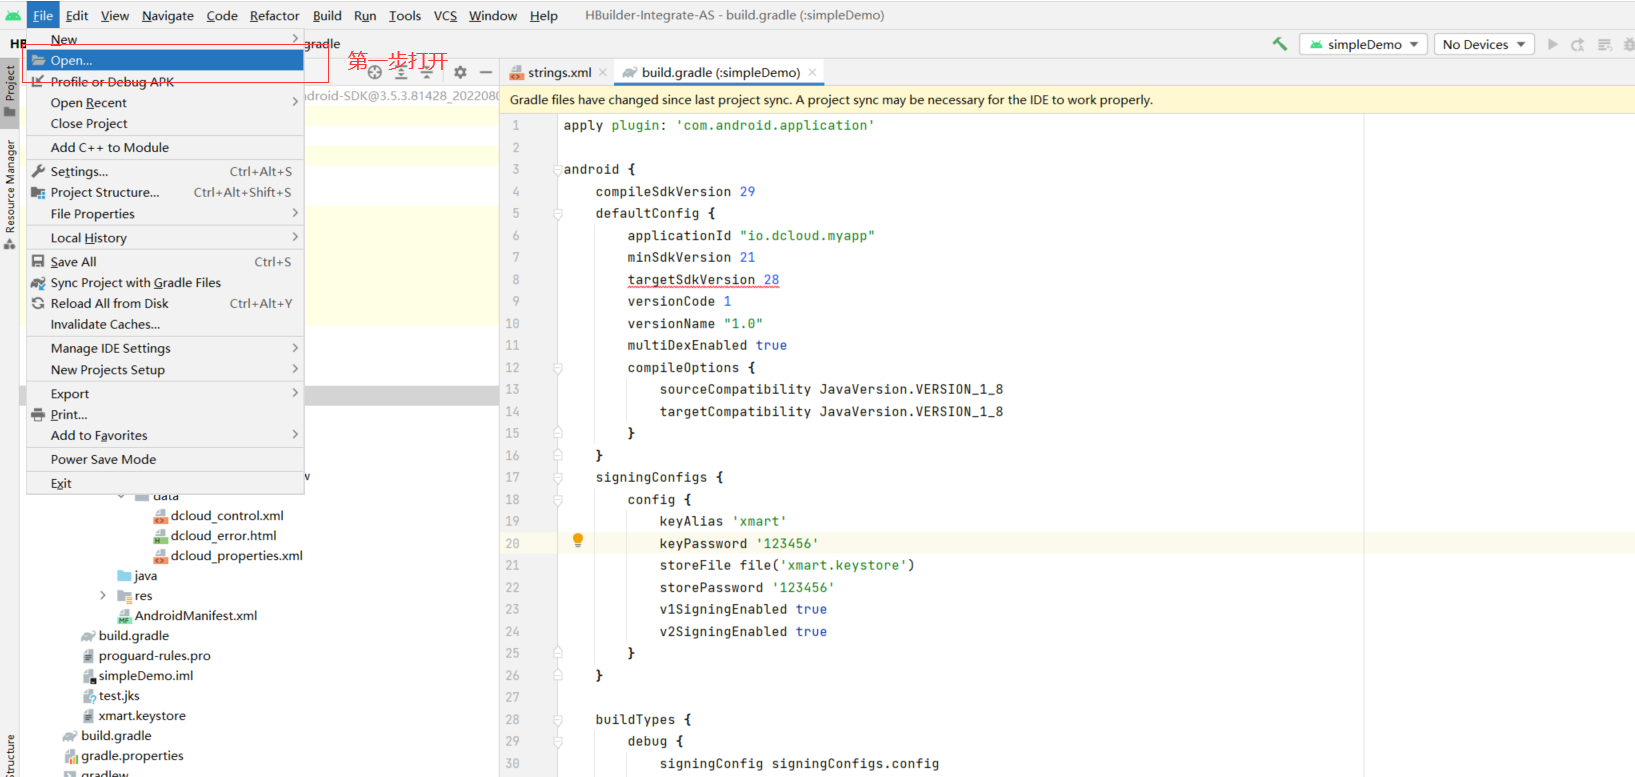 File Edit View Navigate Code Refactor Build Run Tools VCS Window Help HBuilder-Integrate-AS - build.gradle (:simpleDemo)
HB
gradle
simpleDemo
No Devices
New
Open...
第一步打开
Profile or Debug APK
Open Recent
Close Project
Add C++ to Module
Settings... Ctrl+Alt+S
Project Structure... Ctrl+Alt+Shift+S
File Properties
Local History
Save All Ctrl+S
Sync Project with Gradle Files
Reload All from Disk Ctrl+Alt+Y
Invalidate Caches...
Manage IDE Settings
New Projects Setup
Export
Print...
Add to Favorites
Power Save Mode
Exit
Project
Resource Manager
Structure
ndroid-SDK@3.5.3.81428_2022080
data
dcloud_control.xml
dcloud_error.html
dcloud_properties.xml
java
res
AndroidManifest.xml
build.gradle
proguard-rules.pro
simpleDemo.iml
test.jks
xmart.keystore
build.gradle
gradle.properties
gradlew
strings.xml
build.gradle (:simpleDemo)
Gradle files have changed since last project sync. A project sync may be necessary for the IDE to work properly.
1 apply plugin: 'com.android.application'
2
3 android {
4 compileSdkVersion 29
5 defaultConfig {
6 applicationId "io.dcloud.myapp"
7 minSdkVersion 21
8 targetSdkVersion 28
9 versionCode 1
10 versionName "1.0"
11 multiDexEnabled true
12 compileOptions {
13 sourceCompatibility JavaVersion.VERSION_1_8
14 targetCompatibility JavaVersion.VERSION_1_8
15 }
16 }
17 signingConfigs {
18 config {
19 keyAlias 'xmart'
20 keyPassword '123456'
21 storeFile file('xmart.keystore')
22 storePassword '123456'
23 v1SigningEnabled true
24 v2SigningEnabled true
25 }
26 }
27
28 buildTypes {
29 debug {
30 signingConfig signingConfigs.config